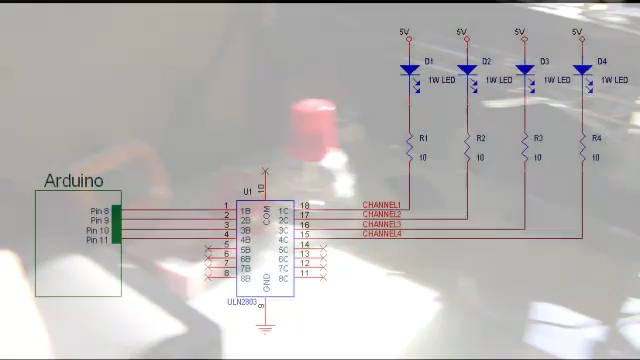 5V 5V 5V 5V
D1 D2 D3 D4
1W LED 1W LED 1W LED 1W LED
R1 R2 R3 R4
10 10 10 10
Arduino
Pin 8
Pin 9
Pin 10
Pin 11
U1
10
COM
1 1B 1C 18 CHANNEL1
2 2B 2C 17 CHANNEL2
3 3B 3C 16 CHANNEL3
4 4B 4C 15 CHANNEL4
5 5B 5C 14
6 6B 6C 13
7 7B 7C 12
8 8B 8C 11
GND
ULN2803
9